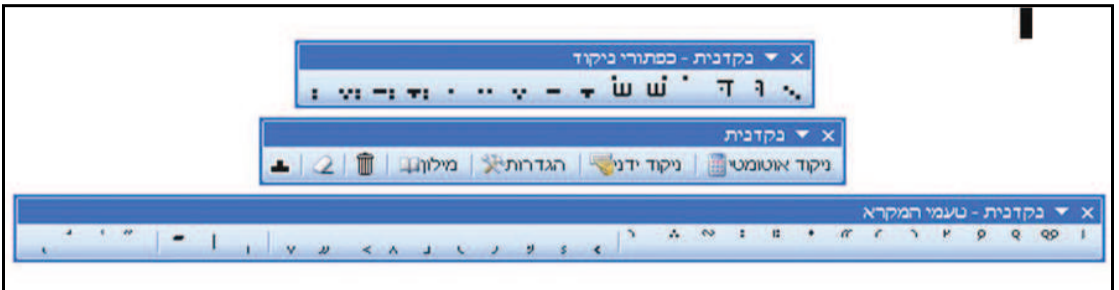 נקדנית - כפתורי ניקוד
נקדנית
ניקוד אוטומטי ניקוד ידני הגדרות מילון
נקדנית - טעמי המקרא